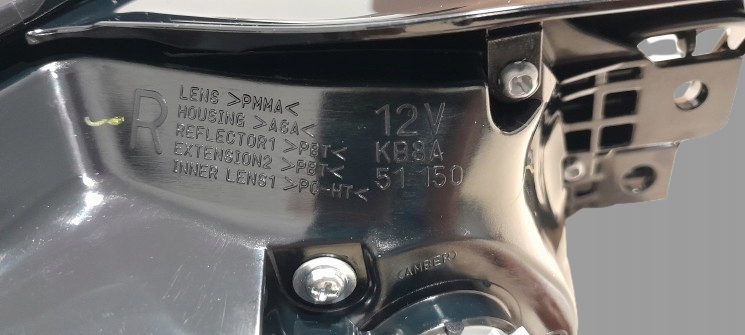 R
LENS >PMMA<
HOUSING >ASA<
REFLECTOR1 >PBT<
EXTENSION2 >PBT<
INNER LENS1 >PC-HT<
12V
KB8A
51 150
(AMBER)